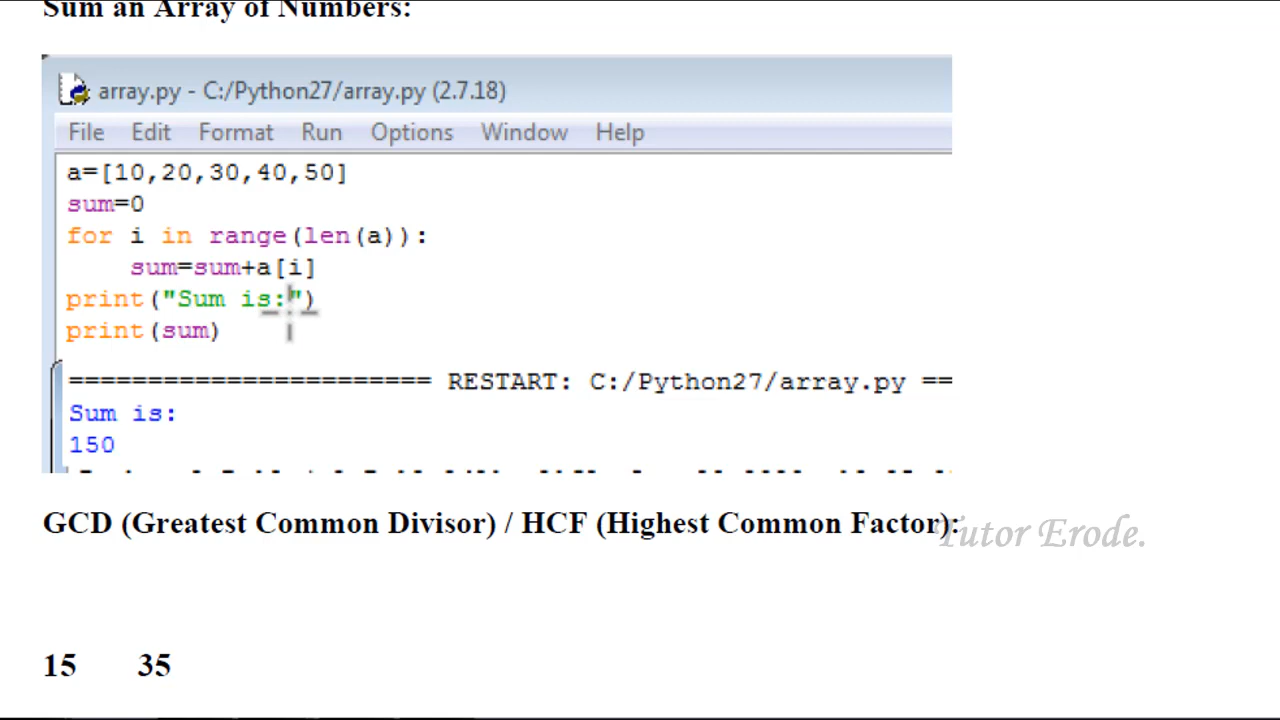 Sum an Array of Numbers:
array.py - C:/Python27/array.py (2.7.18)
File Edit Format Run Options Window Help
a=[10,20,30,40,50]
sum=0
for i in range(len(a)):
    sum=sum+a[i]
print("Sum is:")
print(sum)
======================= RESTART: C:/Python27/array.py ==
Sum is:
150
GCD (Greatest Common Divisor) / HCF (Highest Common Factor):
Tutor Erode.
15 35